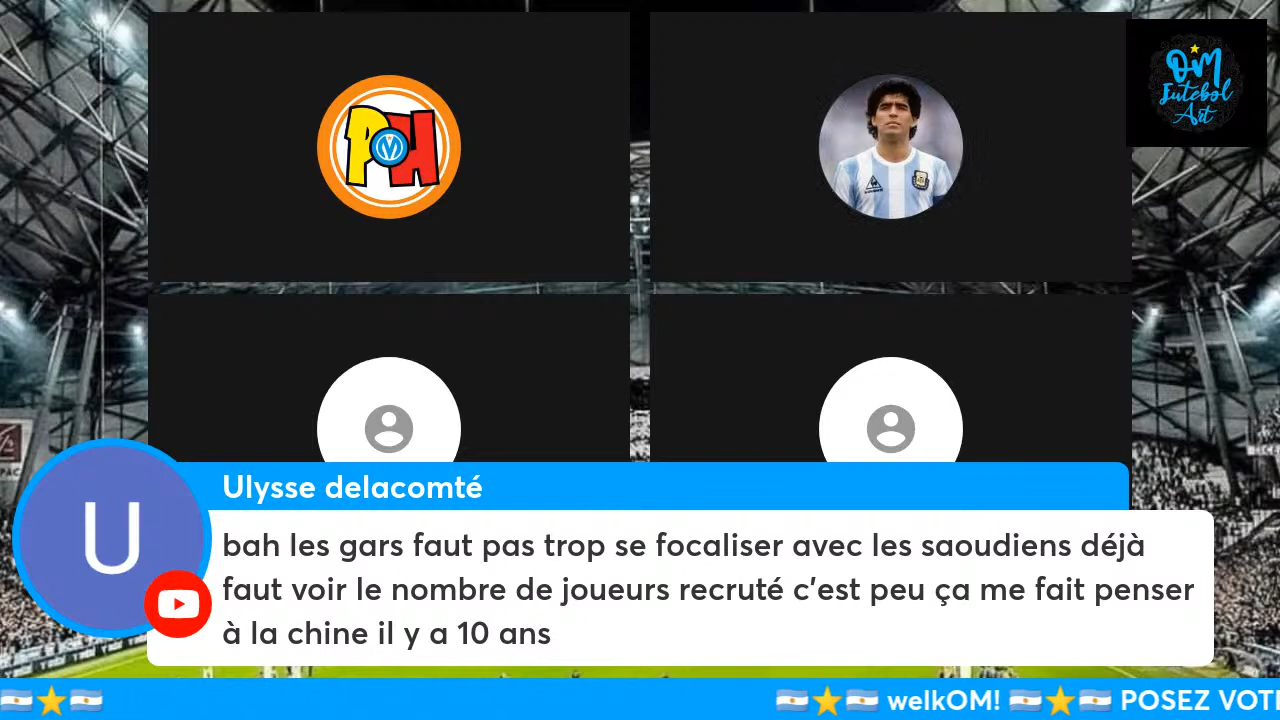 PH
OM
Futebol
Art
Ulysse delacomté
U
bah les gars faut pas trop se focaliser avec les saoudiens déjà
faut voir le nombre de joueurs recruté c'est peu ça me fait penser
à la chine il y a 10 ans
PAC
welkOM! POSEZ VOT